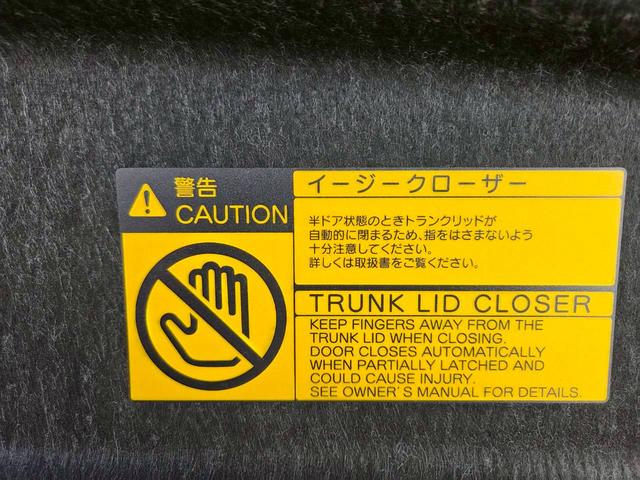 警告
CAUTION
イージークローザー
半ドア状態のときトランクリッドが
自動的に閉まるため、指をはさまないよう
十分注意してください。
詳しくは取扱書をご覧ください。
TRUNK LID CLOSER
KEEP FINGERS AWAY FROM THE
TRUNK LID WHEN CLOSING.
DOOR CLOSES AUTOMATICALLY
WHEN PARTIALLY LATCHED AND
COULD CAUSE INJURY.
SEE OWNER'S MANUAL FOR DETAILS.